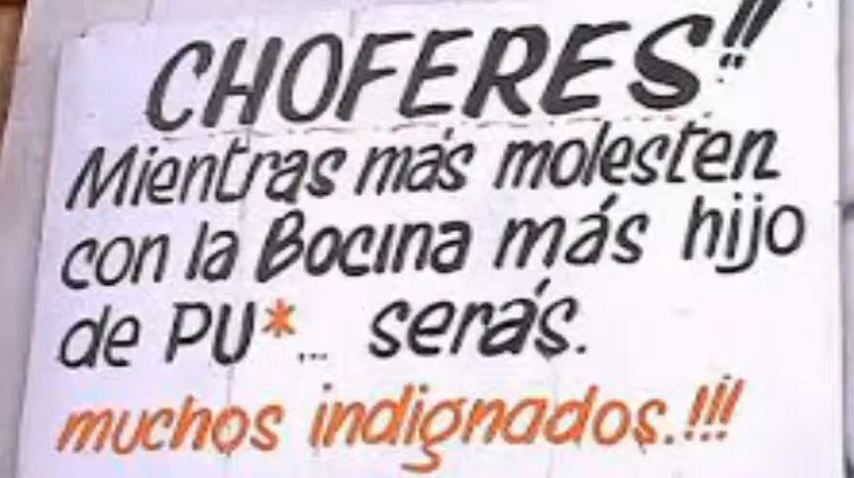 CHOFERES!!
Mientras más molesten
con la Bocina más hijo
de PU*... serás.
muchos indignados.!!!